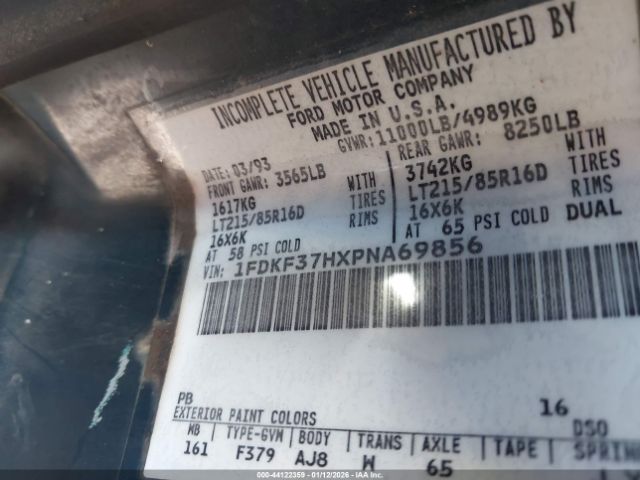 INCOMPLETE VEHICLE MANUFACTURED BY
FORD MOTOR COMPANY
MADE IN U.S.A.
GVWR:11000LB/4989KG
DATE: 03/93
FRONT GAWR: 3565LB
REAR GAWR: 8250LB
1617KG WITH
3742KG WITH
LT215/85R16D TIRES
LT215/85R16D TIRES
16X6K RIMS
16X6K RIMS
AT 58 PSI COLD
AT 65 PSI COLD DUAL
VIN: 1FDKF37HXPNA69856
PB 16
EXTERIOR PAINT COLORS DSO
WB TYPE-GVW BODY TRANS AXLE TAPE SPRING
161 F379 AJ8 W 65
000-44122359 - 01/12/2026 - COPART